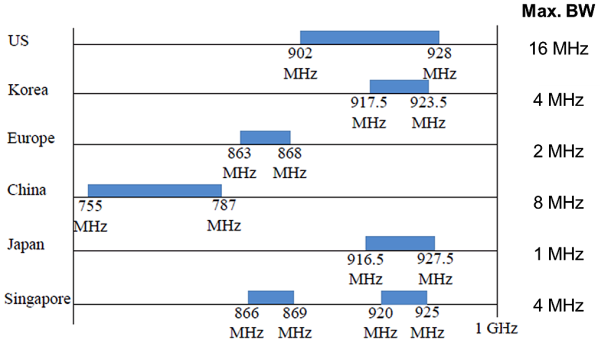 Max. BW
US
902 928
MHz MHz
16 MHz
Korea
917.5 923.5
MHz MHz
4 MHz
Europe
863 868
MHz MHz
2 MHz
China
755 787
MHz MHz
8 MHz
Japan
916.5 927.5
MHz MHz
1 MHz
Singapore
866 869 920 925
MHz MHz MHz MHz
4 MHz
1 GHz